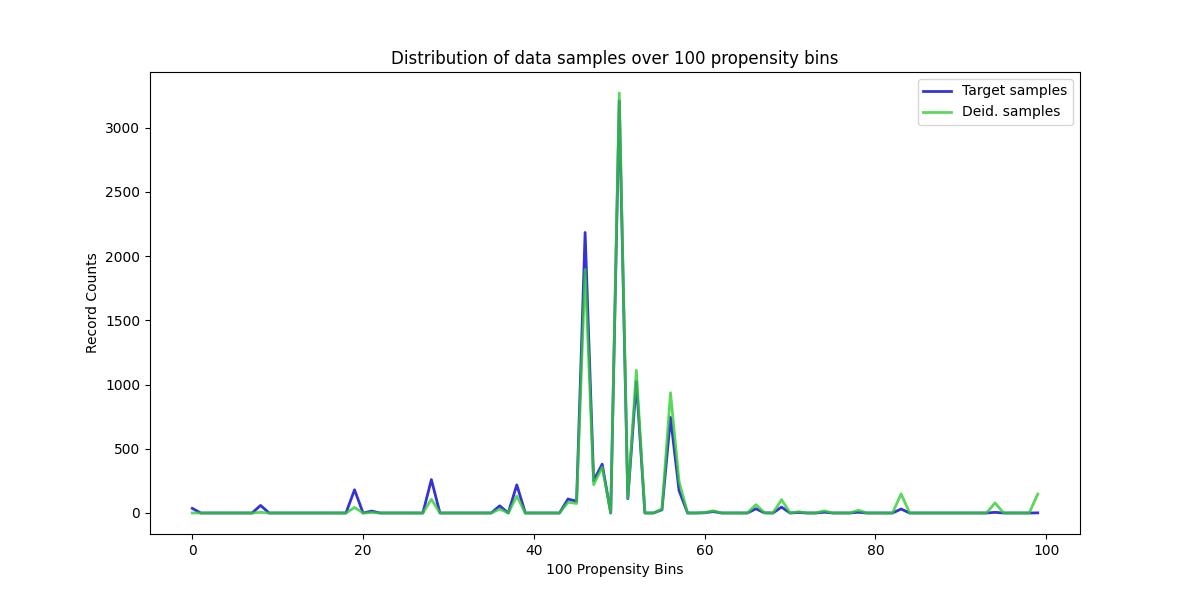 Distribution of data samples over 100 propensity bins
Target samples
Deid. samples
Record Counts
3000
2500
2000
1500
1000
500
0
0 20 40 60 80 100
100 Propensity Bins